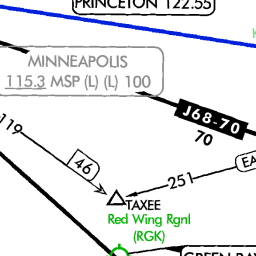 PRINCETON 122.55
MINNEAPOLIS
115.3 MSP (L) (L) 100
J68-70
70
119
46
251
EA
TAXEE
Red Wing Rgnl
(RGK)
GREEN BAY